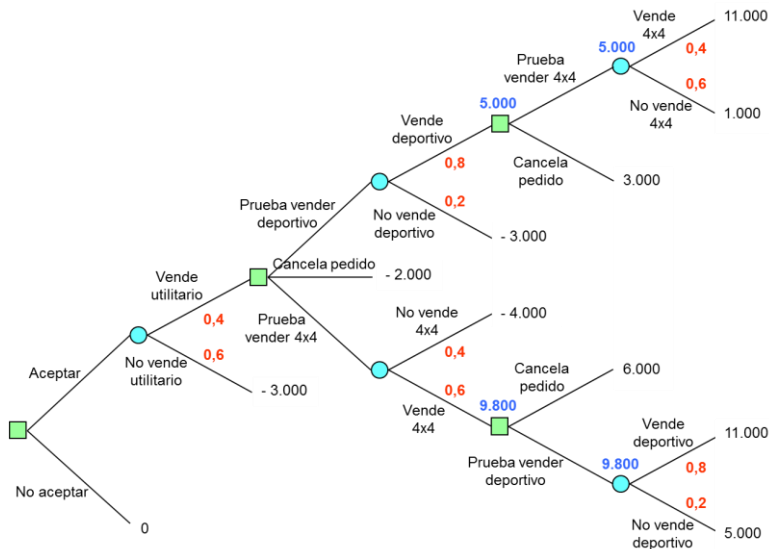 Vende
4x4
11.000
5.000
0,4
Prueba
vender 4x4
0,6
5.000
No vende
4x4
1.000
Vende
deportivo
Cancela
pedido
3.000
0,8
0,2
Prueba vender
deportivo
No vende
deportivo
- 3.000
Cancela pedido
- 2.000
Vende
utilitario
No vende
4x4
- 4.000
0,4
Prueba
vender 4x4
0,4
0,6
Cancela
pedido
6.000
Aceptar
No vende
utilitario
- 3.000
0,6
Vende
4x4
9.800
Vende
deportivo
11.000
Prueba vender
deportivo
9.800
0,8
0,2
No aceptar
0
No vende
deportivo
5.000